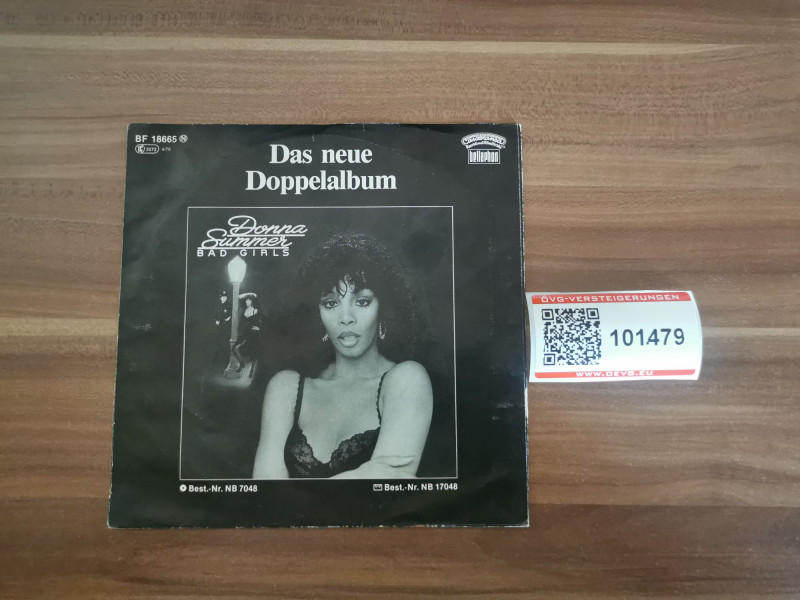 BF 18665 N
Das neue
Doppelalbum
bellaphon
Donna
Summer
BAD GIRLS
Best.-Nr. NB 7048
Best.-Nr. NB 17048
ÖVG-VERSTEIGERUNGEN
101479
WWW.OEVG.EU